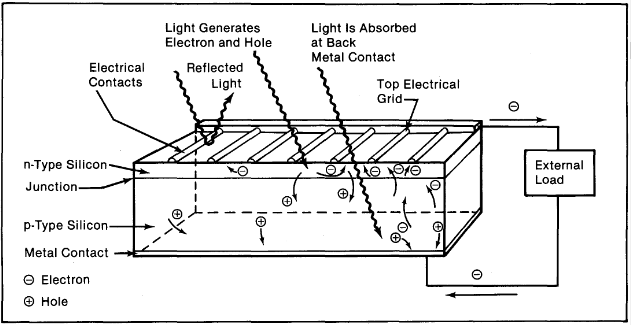 Light Generates
Electron and Hole
Light Is Absorbed
at Back
Metal Contact
Electrical
Contacts
Reflected
Light
Top Electrical
Grid
n-Type Silicon
Junction
External
Load
p-Type Silicon
Metal Contact
⊖ Electron
⊕ Hole